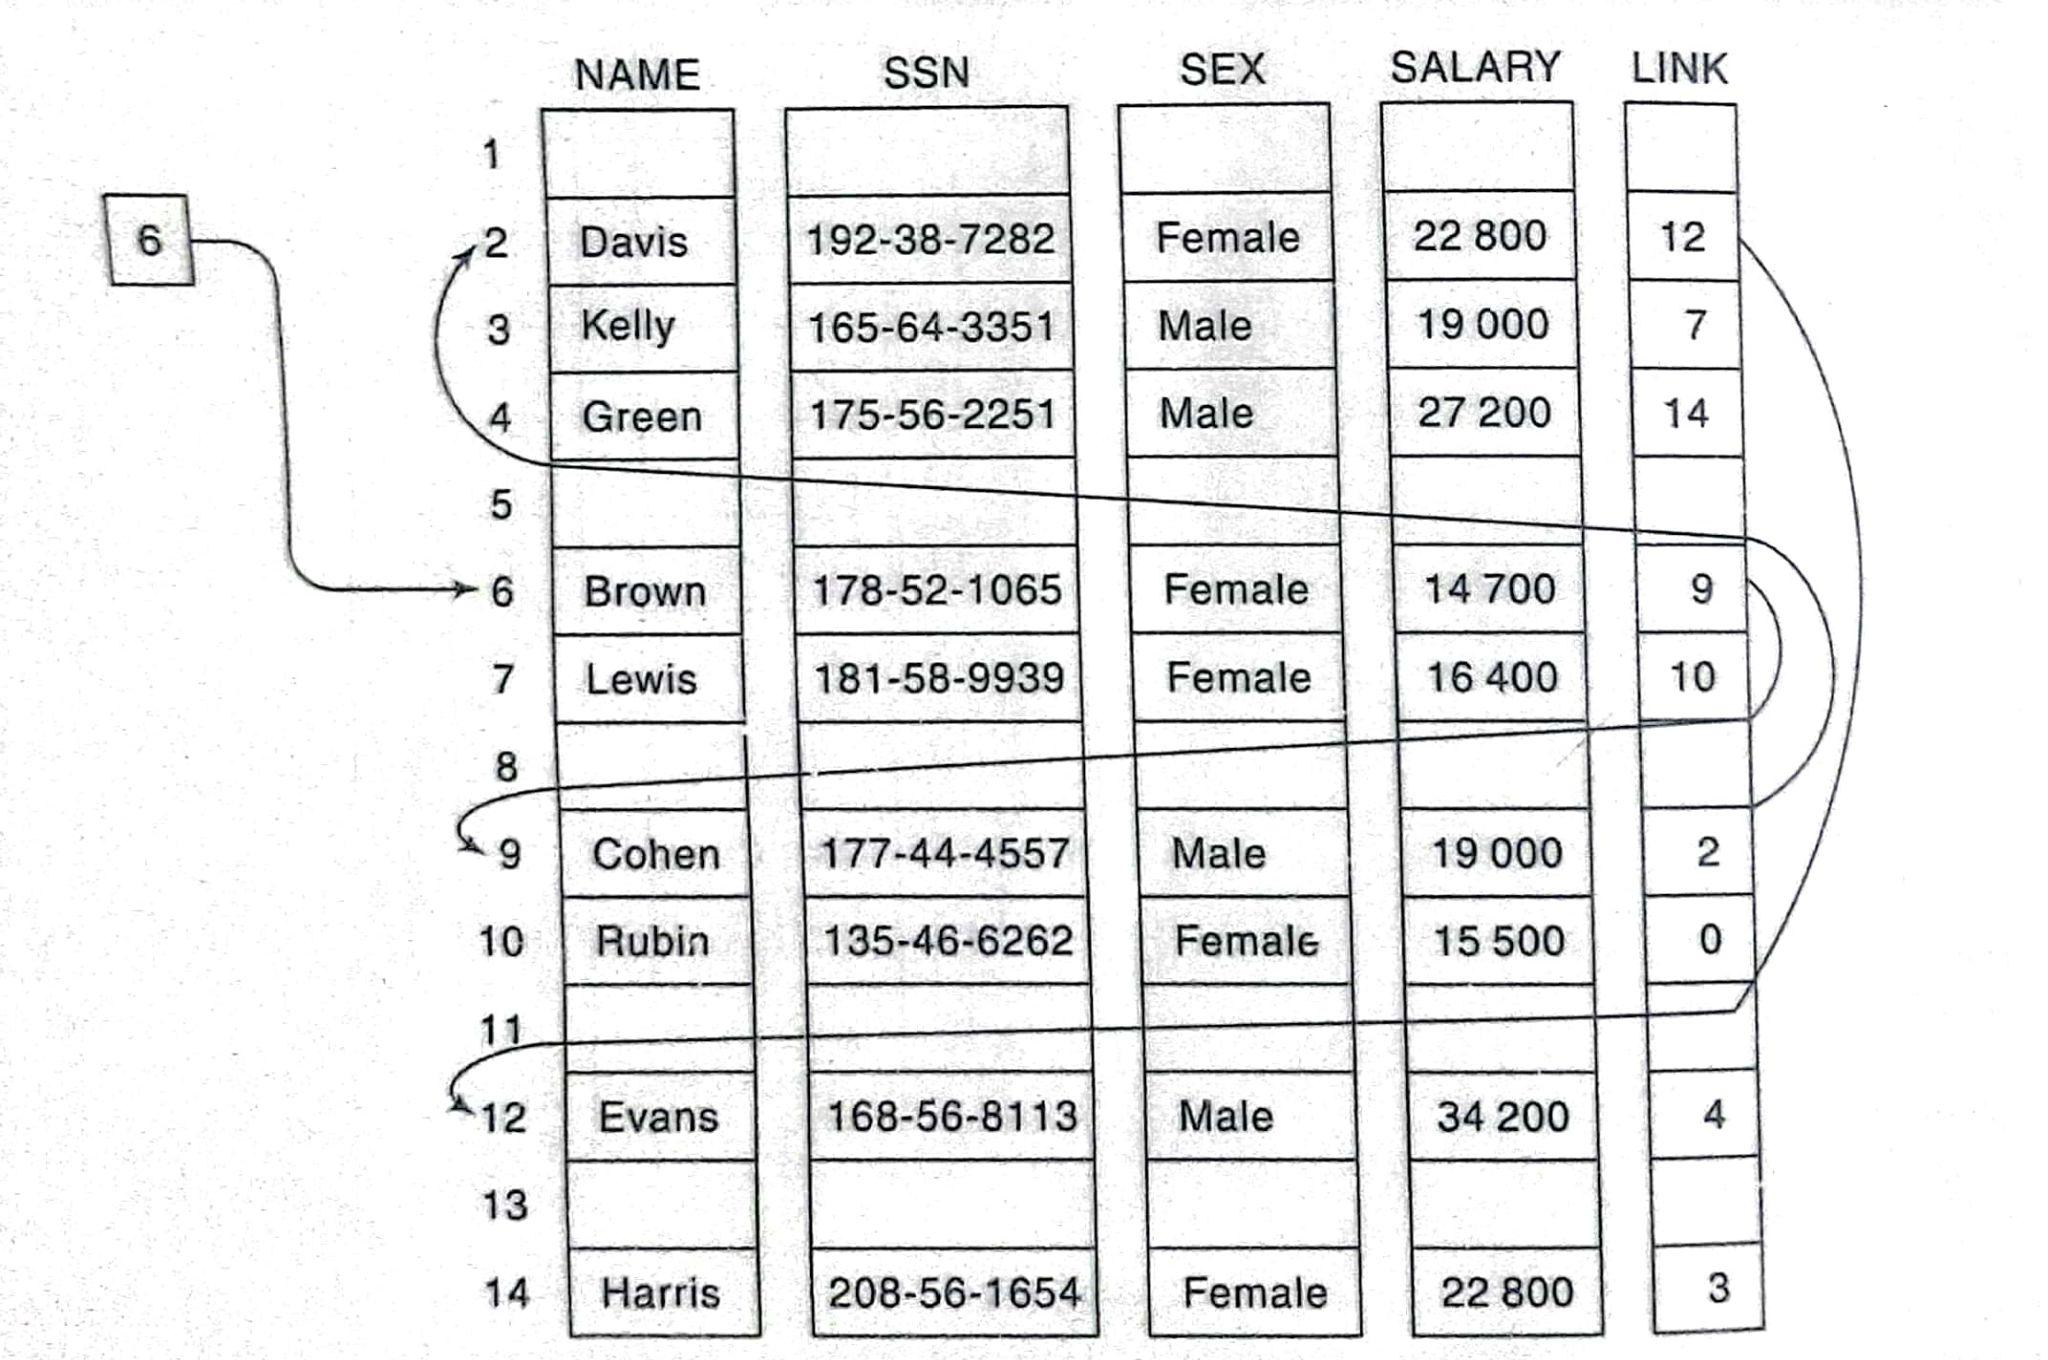 NAME SSN SEX SALARY LINK
1
6
2 Davis 192-38-7282 Female 22 800 12
3 Kelly 165-64-3351 Male 19 000 7
4 Green 175-56-2251 Male 27 200 14
5
6 Brown 178-52-1065 Female 14 700 9
7 Lewis 181-58-9939 Female 16 400 10
8
9 Cohen 177-44-4557 Male 19 000 2
10 Rubin 135-46-6262 Female 15 500 0
11
12 Evans 168-56-8113 Male 34 200 4
13
14 Harris 208-56-1654 Female 22 800 3